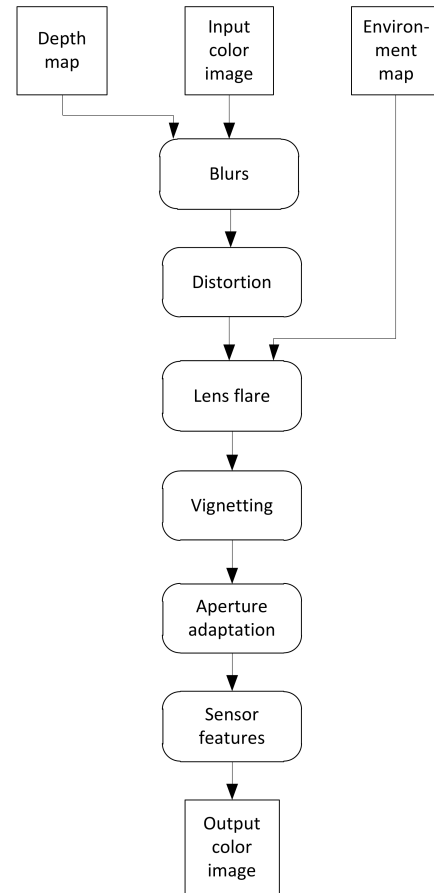 Depth
map
Input
color
image
Environ-
ment
map
Blurs
Distortion
Lens flare
Vignetting
Aperture
adaptation
Sensor
features
Output
color
image